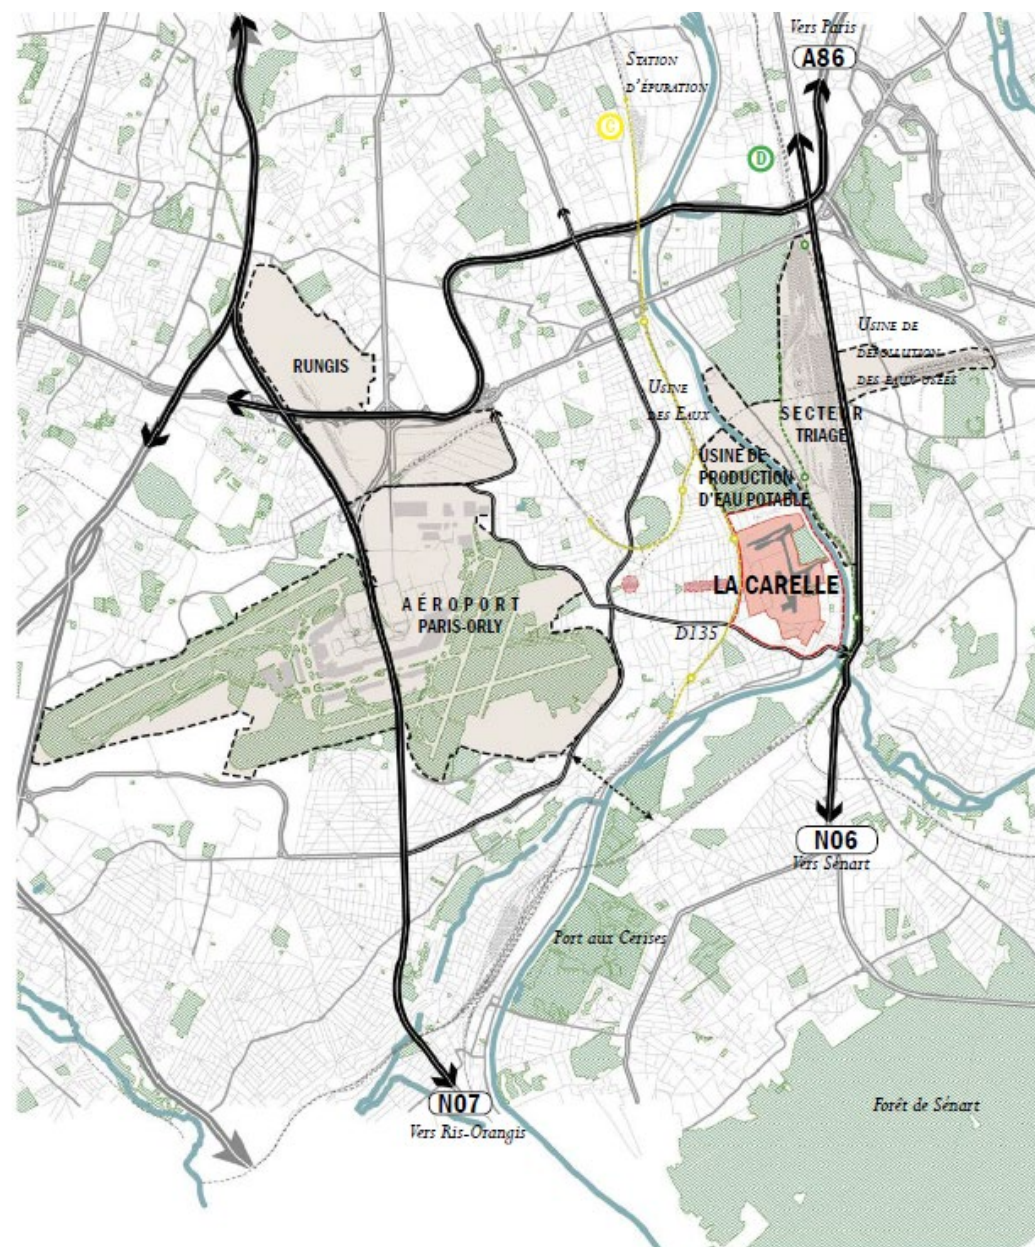 Vers Paris
A86
STATION
D'ÉPURATION
C
D
RUNGIS
USINE DE
DÉPOLLUTION
DES EAUX USÉES
USINE
DES EAUX
SECTEUR
TRIAGE
USINE DE
PRODUCTION
D'EAU POTABLE
LA CARELLE
AÉROPORT
PARIS-ORLY
D135
N06
Vers Sénart
Port aux Cerises
N07
Vers Ris-Orangis
Forêt de Sénart